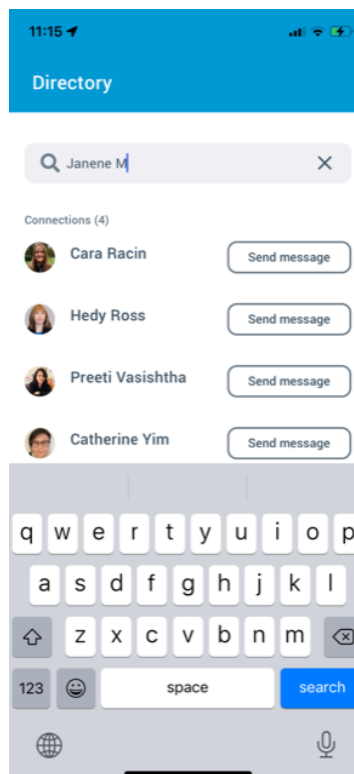 11:15
Directory
Janene M
Connections (4)
Cara Racin
Send message
Hedy Ross
Send message
Preeti Vasishtha
Send message
Catherine Yim
Send message
q w e r t y u i o p
a s d f g h j k l
z x c v b n m
123 space search